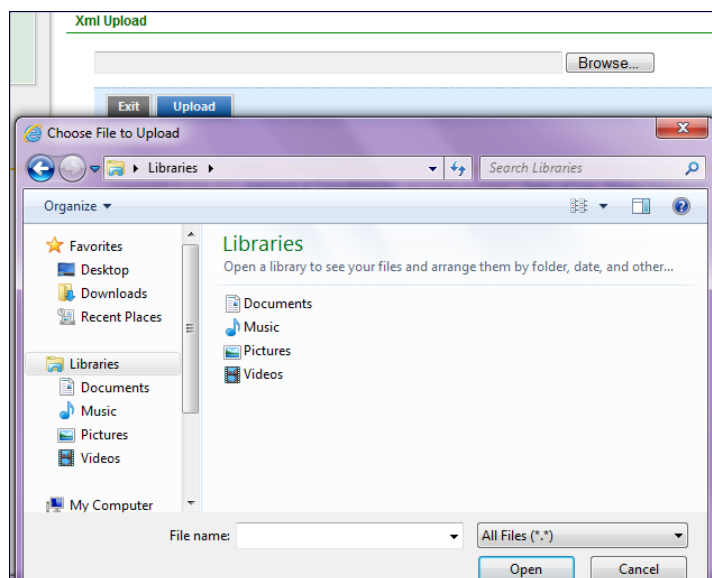 Xml Upload
Browse...
Exit Upload
Choose File to Upload
Libraries
Search Libraries
Organize
Favorites
Desktop
Downloads
Recent Places
Libraries
Documents
Music
Pictures
Videos
My Computer
Libraries
Open a library to see your files and arrange them by folder, date, and other...
Documents
Music
Pictures
Videos
File name:
All Files (*.*)
Open Cancel